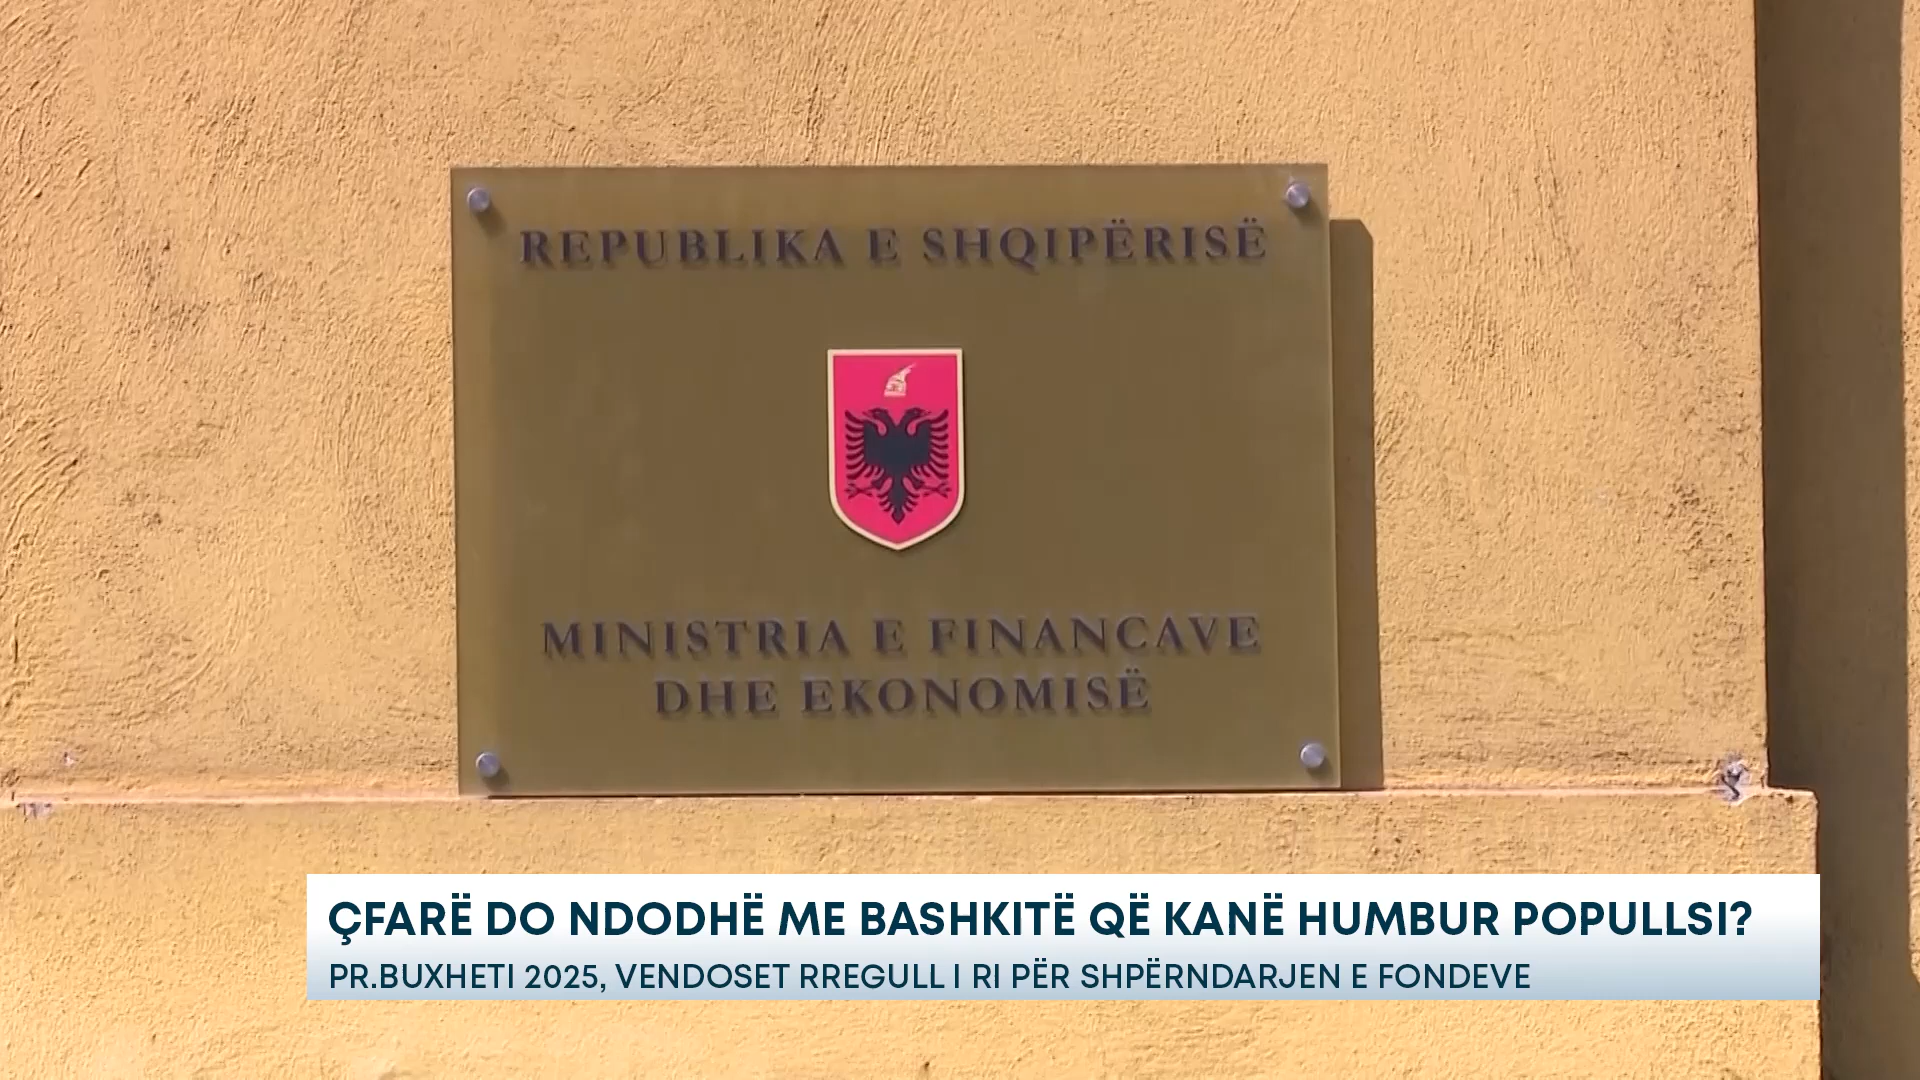 REPUBLIKA E SHQIPËRISË
MINISTRIA E FINANCAVE
DHE EKONOMISË
ÇFARË DO NDODHË ME BASHKITË QË KANË HUMBUR POPULLSI?
PR.BUXHETI 2025, VENDOSET RREGULL I RI PËR SHPËRNDARJEN E FONDEVE